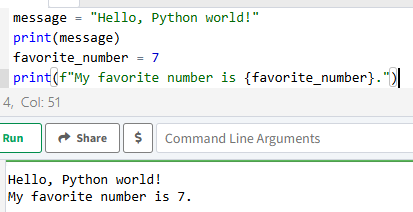 message = "Hello, Python world!"
print(message)
favorite_number = 7
print(f"My favorite number is {favorite_number}.")
4, Col: 51
Run Share $ Command Line Arguments
Hello, Python world!
My favorite number is 7.